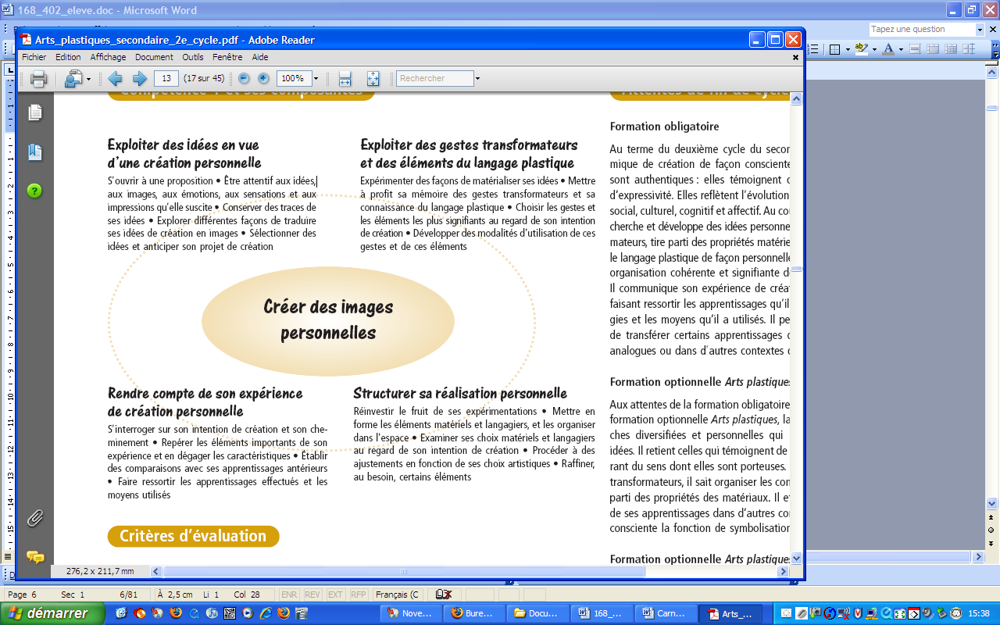 168_402_eleve.doc - Microsoft Word
Tapez une question
Arts_plastiques_secondaire_2e_cycle.pdf - Adobe Reader
Fichier Edition Affichage Document Outils Fenêtre Aide
13 (17 sur 45) 100% Rechercher
Compétence 1 et ses composantes
Exploiter des idées en vue
d'une création personnelle
S'ouvrir à une proposition • Être attentif aux idées,
aux images, aux émotions, aux sensations et aux
impressions qu'elle suscite • Conserver des traces de
ses idées • Explorer différentes façons de traduire
ses idées de création en images • Sélectionner des
idées et anticiper son projet de création
Exploiter des gestes transformateurs
et des éléments du langage plastique
Expérimenter des façons de matérialiser ses idées • Mettre
à profit sa mémoire des gestes transformateurs et sa
connaissance du langage plastique • Choisir les gestes et
les éléments les plus signifiants au regard de son intention
de création • Développer des modalités d'utilisation de ces
gestes et de ces éléments
Créer des images
personnelles
Rendre compte de son expérience
de création personnelle
S'interroger sur son intention de création et son che-
minement • Repérer les éléments importants de son
expérience et en dégager les caractéristiques • Établir
des comparaisons avec ses apprentissages antérieurs
• Faire ressortir les apprentissages effectués et les
moyens utilisés
Structurer sa réalisation personnelle
Réinvestir le fruit de ses expérimentations • Mettre en
forme les éléments matériels et langagiers, et les organiser
dans l'espace • Examiner ses choix matériels et langagiers
au regard de son intention de création • Procéder à des
ajustements en fonction de ses choix artistiques • Raffiner,
au besoin, certains éléments
Critères d'évaluation
Attentes de fin de cycle
Formation obligatoire
Au terme du deuxième cycle du secon
mique de création de façon consciente
sont authentiques : elles témoignent
d'expressivité. Elles reflètent l'évolution
social, culturel, cognitif et affectif. Au cou
cherche et développe des idées personne
mateurs, tire parti des propriétés matérie
le langage plastique de façon personnelle
organisation cohérente et signifiante de
Il communique son expérience de créat
faisant ressortir les apprentissages qu'il
gies et les moyens qu'il a utilisés. Il pe
de transférer certains apprentissages
analogues ou dans d'autres contextes
Formation optionnelle Arts plastiques
Aux attentes de la formation obligatoire
formation optionnelle Arts plastiques, la
ches diversifiées et personnelles qui
idées. Il retient celles qui témoignent de
rant du sens dont elles sont porteuses.
transformateurs, il sait organiser les con
parti des propriétés des matériaux. Il e
de ses apprentissages dans d'autres con
consciente la fonction de symbolisation
Formation optionnelle Arts plastiques
276,2 x 211,7 mm
Page 6 Sec 1 6/81 À 2,5 cm Li 1 Col 28 ENR REV EXT RFP Français (C
démarrer Nove... Bure... Docu... 168_... Carn... Arts_... 15:38